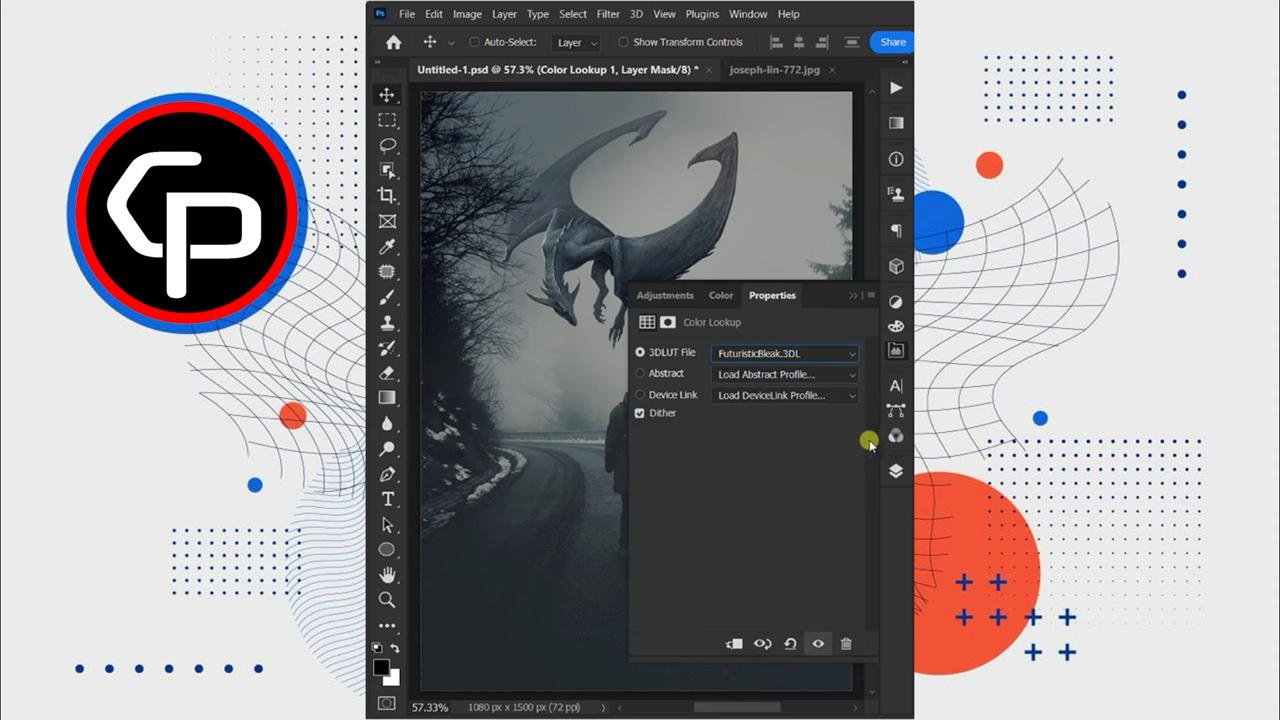 CP
Ps File Edit Image Layer Type Select Filter 3D View Plugins Window Help
Auto-Select: Layer Show Transform Controls Share
Untitled-1.psd @ 57.3% (Color Lookup 1, Layer Mask/8) * × joseph-lin-772.jpg ×
Adjustments Color Properties
Color Lookup
3DLUT File FuturisticBleak.3DL
Abstract Load Abstract Profile...
Device Link Load DeviceLink Profile...
Dither
57.33% 1080 px x 1500 px (72 ppi)